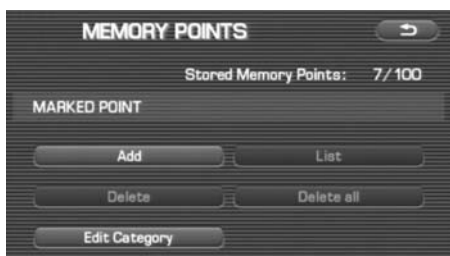 MEMORY POINTS
Stored Memory Points: 7/100
MARKED POINT
Add List
Delete Delete all
Edit Category